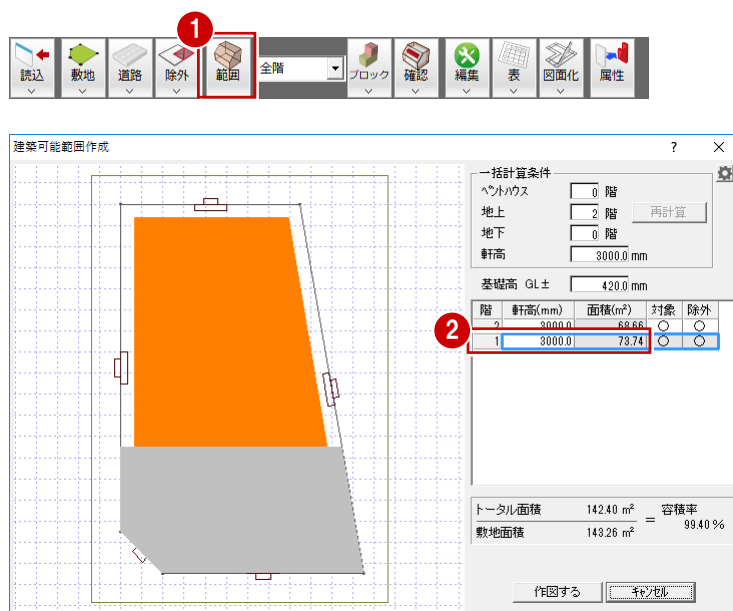 1
読込 敷地 道路 除外 範囲 全階 ブロック 確認 編集 表 図面化 属性
建築可能範囲作成 ? ×
一括計算条件
ペントハウス 0 階
地上 2 階 再計算
地下 0 階
軒高 3000.0 mm
基礎高 GL± 420.0 mm
階 軒高(mm) 面積(m²) 対象 除外
2 3000.0 68.66 ○ ○
2
1 3000.0 73.74 ○ ○
トータル面積 142.40 m² = 容積率
敷地面積 143.26 m² 99.40 %
作図する キャンセル